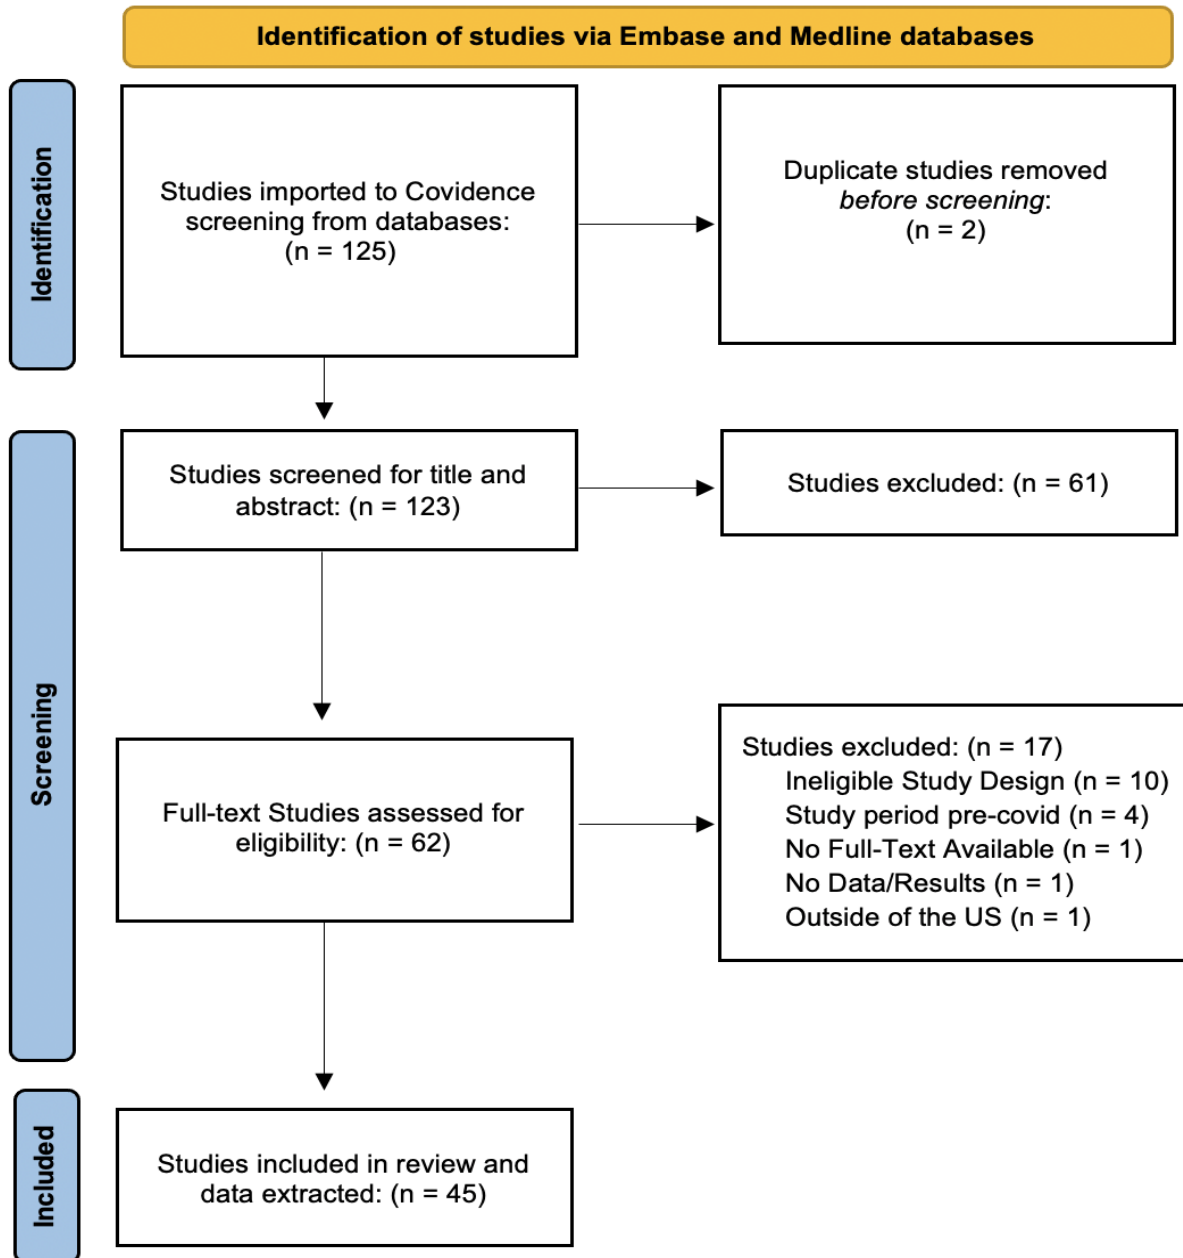 Identification of studies via Embase and Medline databases
Identification
Studies imported to Covidence
screening from databases:
(n = 125)
Duplicate studies removed
before screening:
(n = 2)
Screening
Studies screened for title and
abstract: (n = 123)
Studies excluded: (n = 61)
Full-text Studies assessed for
eligibility: (n = 62)
Studies excluded: (n = 17)
Ineligible Study Design (n = 10)
Study period pre-covid (n = 4)
No Full-Text Available (n = 1)
No Data/Results (n = 1)
Outside of the US (n = 1)
Included
Studies included in review and
data extracted: (n = 45)